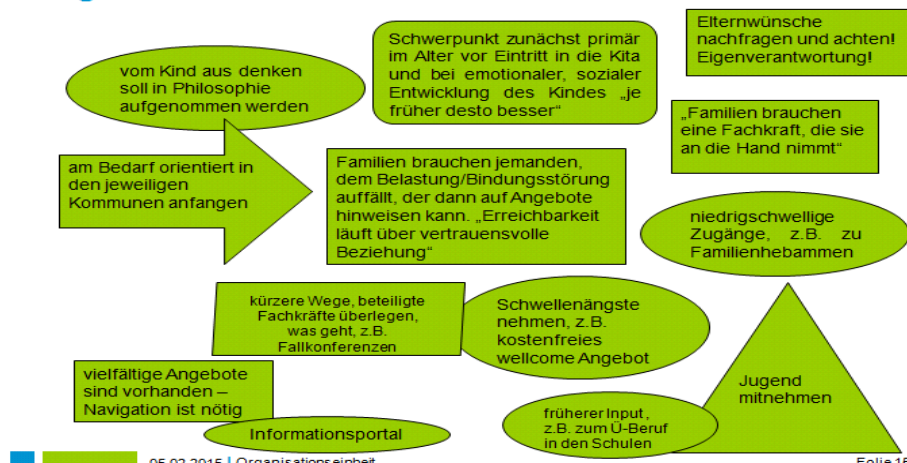 vom Kind aus denken
soll in Philosophie
aufgenommen werden
Schwerpunkt zunächst primär
im Alter vor Eintritt in die Kita
und bei emotionaler, sozialer
Entwicklung des Kindes „je
früher desto besser“
Elternwünsche
nachfragen und achten!
Eigenverantwortung!
„Familien brauchen
eine Fachkraft, die sie
an die Hand nimmt“
am Bedarf orientiert in
den jeweiligen
Kommunen anfangen
Familien brauchen jemanden,
dem Belastung/Bindungsstörung
auffällt, der dann auf Angebote
hinweisen kann. „Erreichbarkeit
läuft über vertrauensvolle
Beziehung“
niedrigschwellige
Zugänge, z.B. zu
Familienhebammen
kürzere Wege, beteiligte
Fachkräfte überlegen,
was geht, z.B.
Fallkonferenzen
Schwellenängste
nehmen, z.B.
kostenfreies
wellcome Angebot
vielfältige Angebote
sind vorhanden –
Navigation ist nötig
Jugend
mitnehmen
früherer Input,
z.B. zum Ü-Beruf
in den Schulen
Informationsportal
05.02.2015 | Organisationseinheit
Folie 15